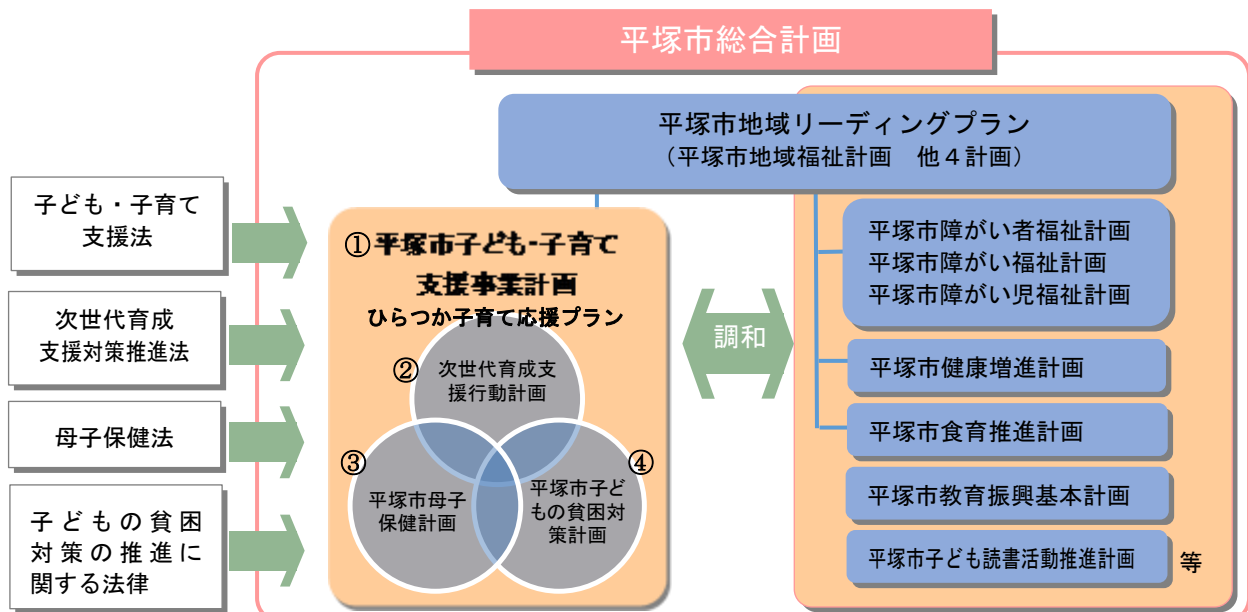 平塚市総合計画
平塚市地域リーディングプラン
（平塚市地域福祉計画　他４計画）
子ども・子育て
支援法
次世代育成
支援対策推進法
母子保健法
子どもの貧困
対策の推進に
関する法律
①平塚市子ども・子育て
支援事業計画
ひらつか子育て応援プラン
②
次世代育成支
援行動計画
③
平塚市母子
保健計画
④
平塚市子ど
もの貧困対
策計画
調和
平塚市障がい者福祉計画
平塚市障がい福祉計画
平塚市障がい児福祉計画
平塚市健康増進計画
平塚市食育推進計画
平塚市教育振興基本計画
平塚市子ども読書活動推進計画
等